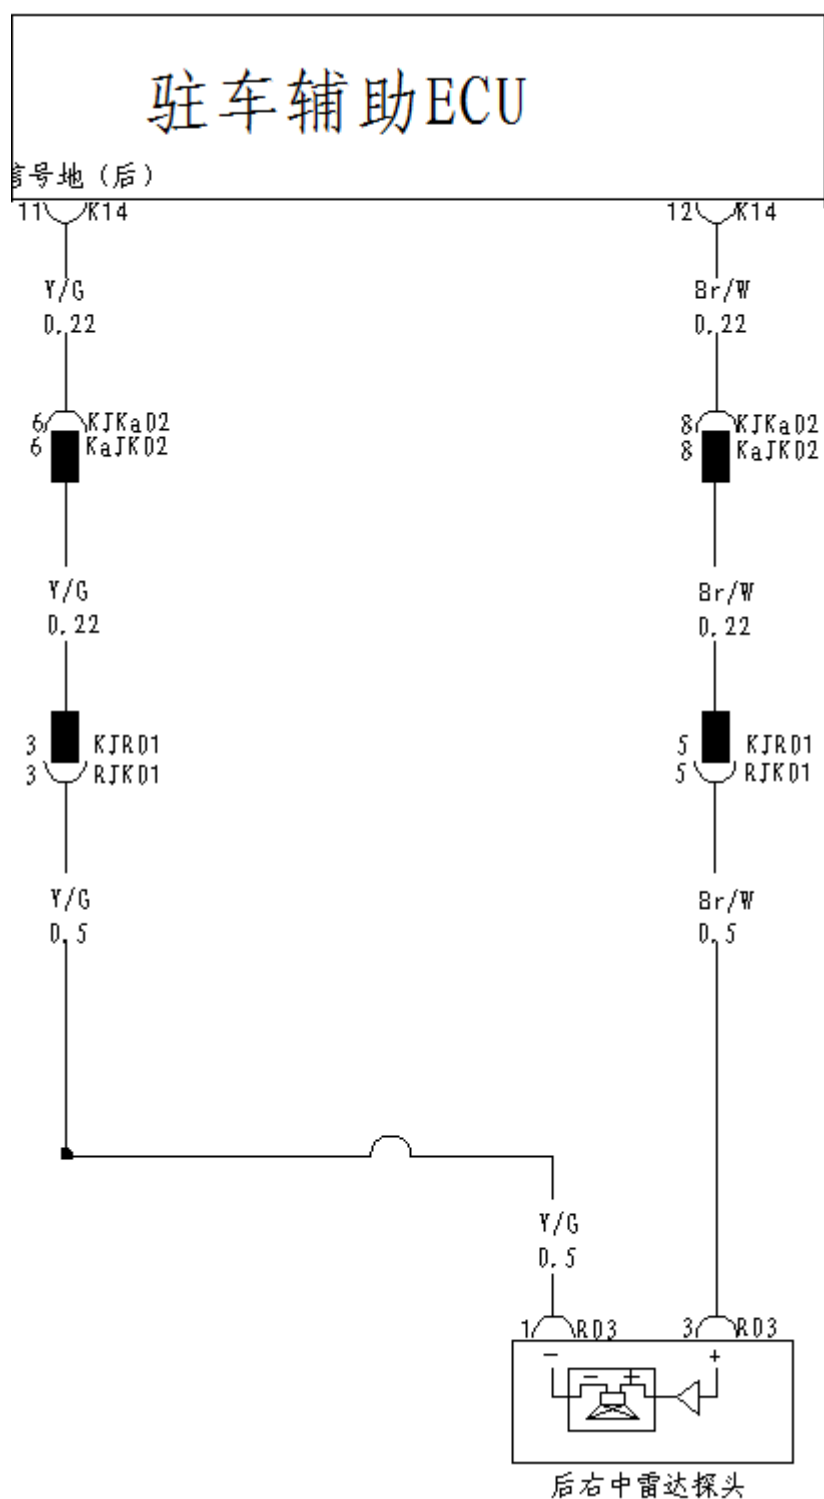 驻车辅助ECU
信号地（后）
11 K14
12 K14
Y/G
0.22
Br/W
0.22
6 KJKa02
6 KaJK02
8 KJKa02
8 KaJK02
Y/G
0.22
Br/W
0.22
3 KJR01
3 RJK01
5 KJR01
5 RJK01
Y/G
0.5
Br/W
0.5
Y/G
0.5
1 R03
3 R03
− +
− +
后右中雷达探头